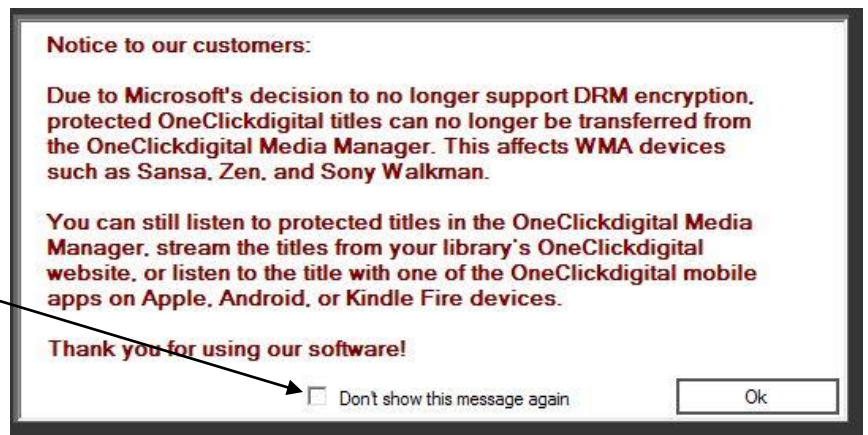 Notice to our customers:
Due to Microsoft's decision to no longer support DRM encryption,
protected OneClickdigital titles can no longer be transferred from
the OneClickdigital Media Manager. This affects WMA devices
such as Sansa, Zen, and Sony Walkman.
You can still listen to protected titles in the OneClickdigital Media
Manager, stream the titles from your library's OneClickdigital
website, or listen to the title with one of the OneClickdigital mobile
apps on Apple, Android, or Kindle Fire devices.
Thank you for using our software!
Don't show this message again
Ok